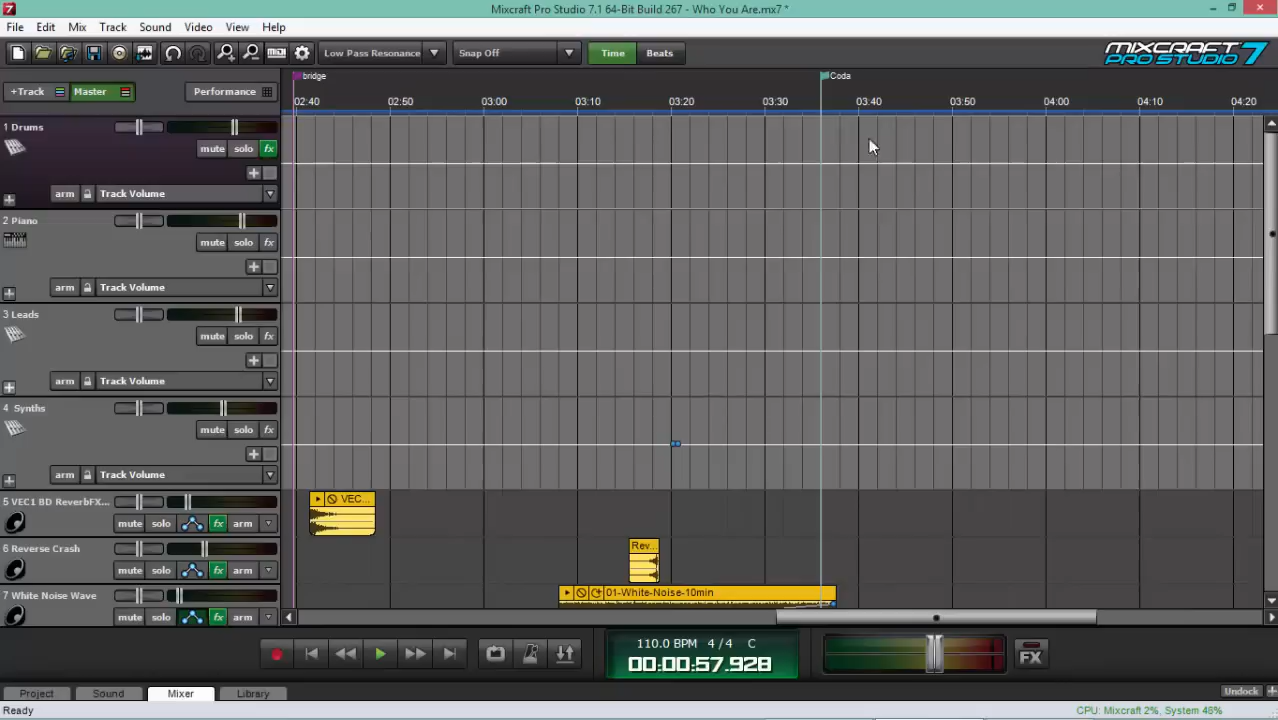 Mixcraft Pro Studio 7.1 64-Bit Build 267 - Who You Are.mx7 *
File Edit Mix Track Sound Video View Help
Low Pass Resonance Snap Off Time Beats MIXCRAFT PRO STUDIO 7
bridge Coda
+Track Master Performance
02:40 02:50 03:00 03:10 03:20 03:30 03:40 03:50 04:00 04:10 04:20
1 Drums
mute solo fx
arm Track Volume
2 Piano
mute solo fx
arm Track Volume
3 Leads
mute solo fx
arm Track Volume
4 Synths
mute solo fx
arm Track Volume
5 VEC1 BD ReverbFX... VEC...
mute solo fx arm
6 Reverse Crash Rev...
mute solo fx arm
7 White Noise Wave 01-White-Noise-10min
mute solo fx arm
110.0 BPM 4 / 4 C
00:00:57.928
FX
Project Sound Mixer Library Undock
Ready CPU: Mixcraft 2%, System 46%